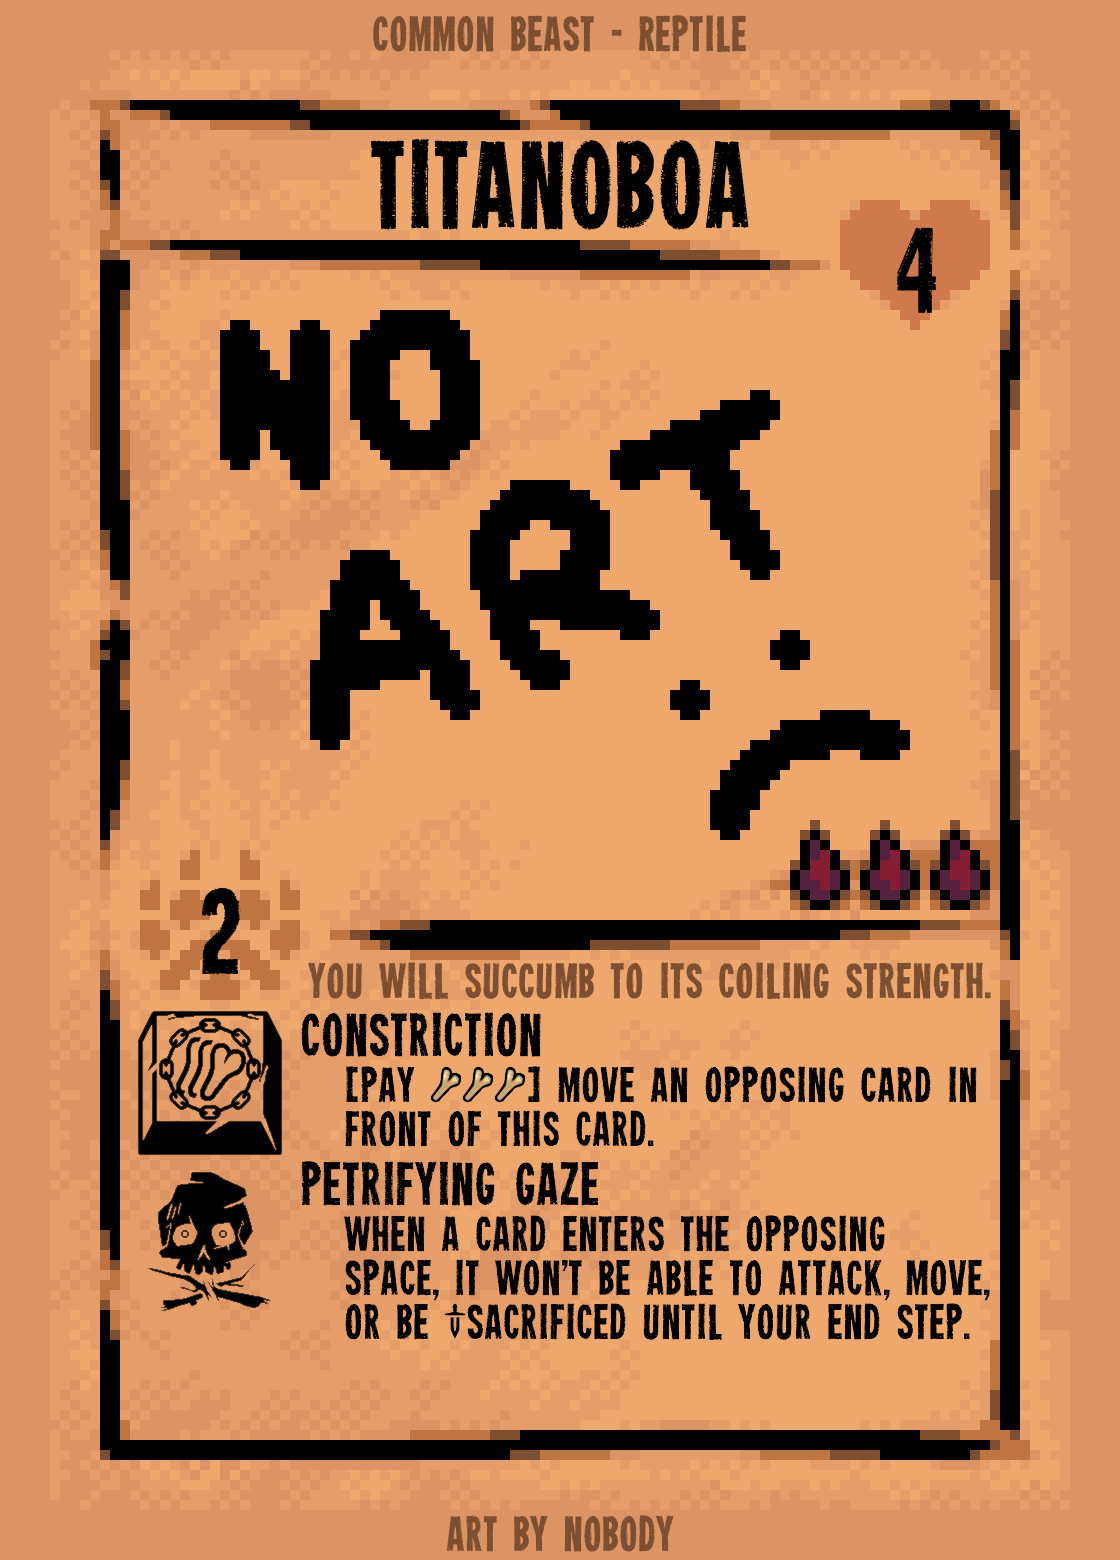 COMMON BEAST - REPTILE
TITANOBOA
4
NO
ART
2
YOU WILL SUCCUMB TO ITS COILING STRENGTH.
CONSTRICTION
[PAY 🦴🦴🦴] MOVE AN OPPOSING CARD IN
FRONT OF THIS CARD.
PETRIFYING GAZE
WHEN A CARD ENTERS THE OPPOSING
SPACE, IT WON'T BE ABLE TO ATTACK, MOVE,
OR BE SACRIFICED UNTIL YOUR END STEP.
ART BY NOBODY